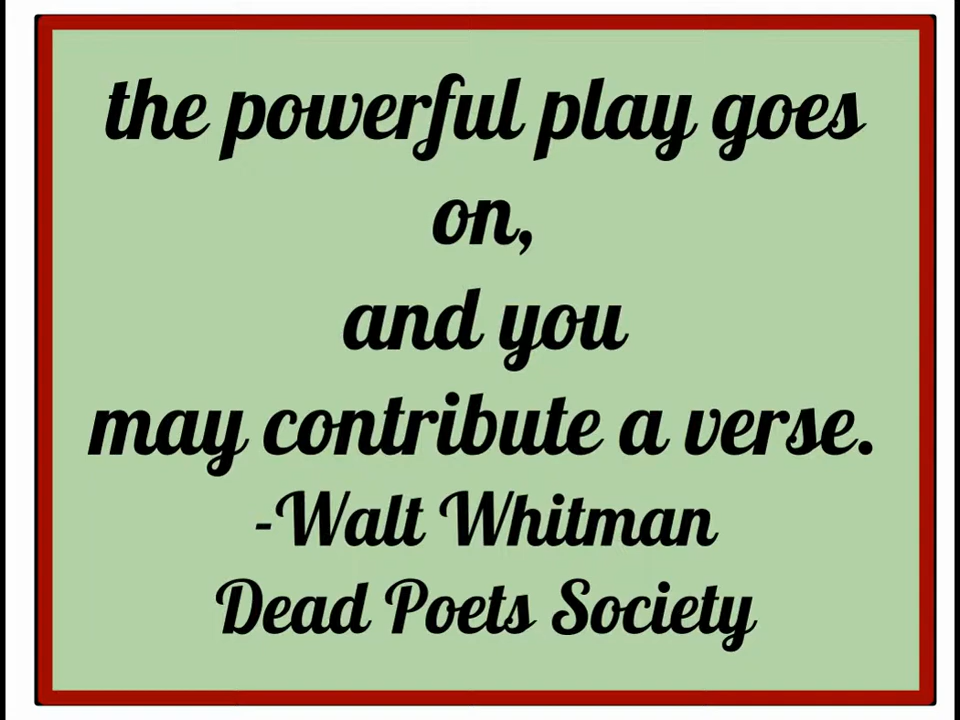 the powerful play goes
on,
and you
may contribute a verse.
-Walt Whitman
Dead Poets Society